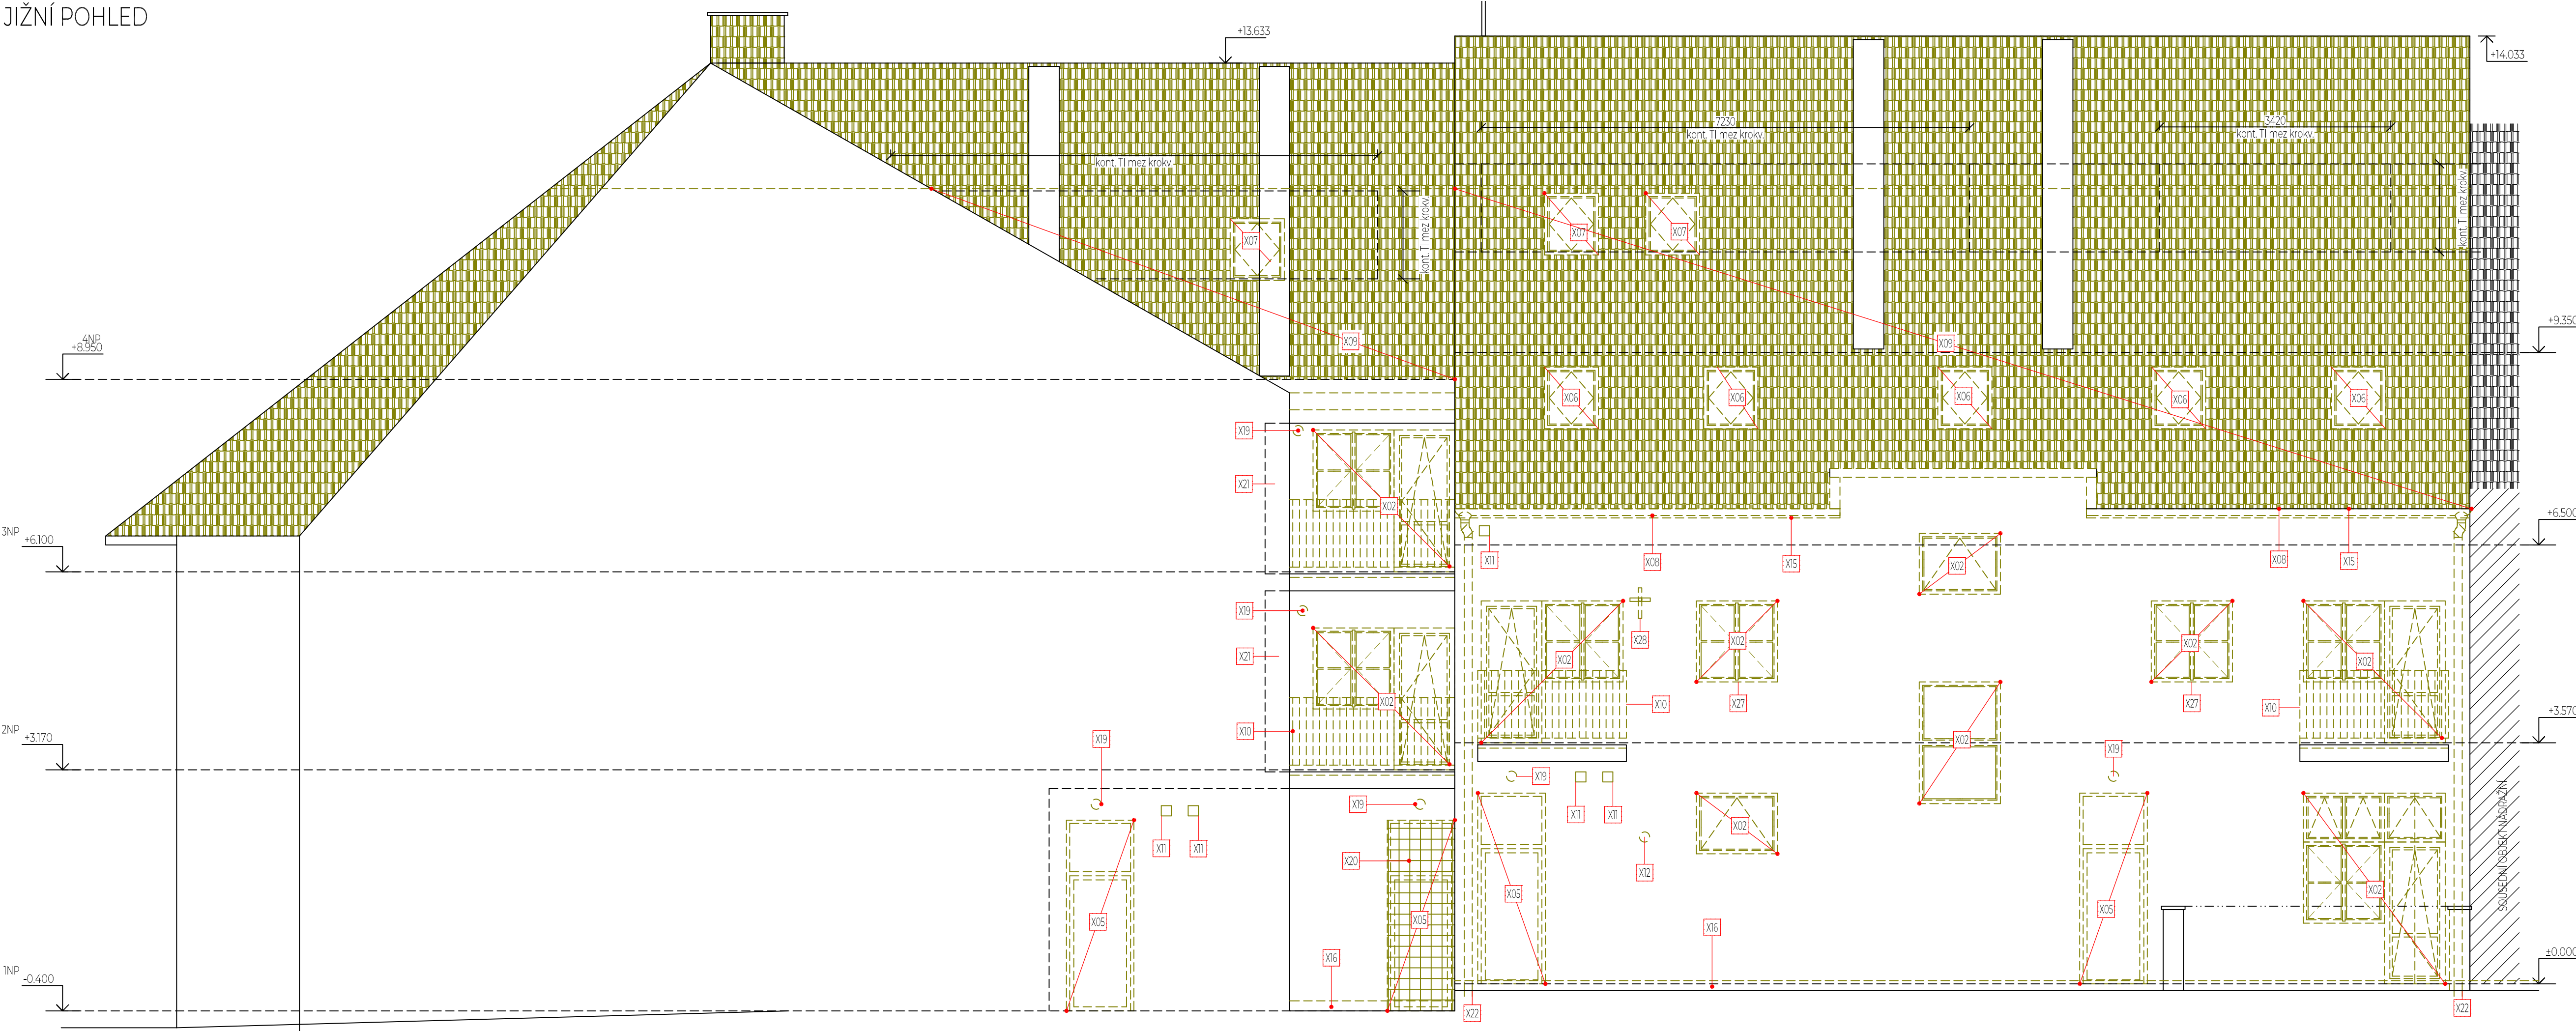 JIŽNÍ POHLED
+13.633
+14.033
7230
kont. TI mez krokv.
3420
kont. TI mez krokv.
kont. TI mez krokv.
kont. TI mez krokv.
kont. TI mez krokv.
X07
X07
X07
X09
X09
4NP
+8.950
+9.350
X06
X06
X06
X06
X06
X19
X21
X02
3NP
+6.100
+6.500
X11
X08
X15
X02
X08
X15
X19
X21
X02
X10
X02
X28
X02
X27
X10
X02
X27
X02
X10
2NP
+3.170
+3.570
X19
X02
X19
X19
X19
X11
X11
X11
X11
X02
X12
X20
X05
X05
X05
X05
X02
SOUSEDNÍ OBJEKT NÁDRAŽNÍ
X16
X16
1NP
-0.400
±0.000
X22
X22